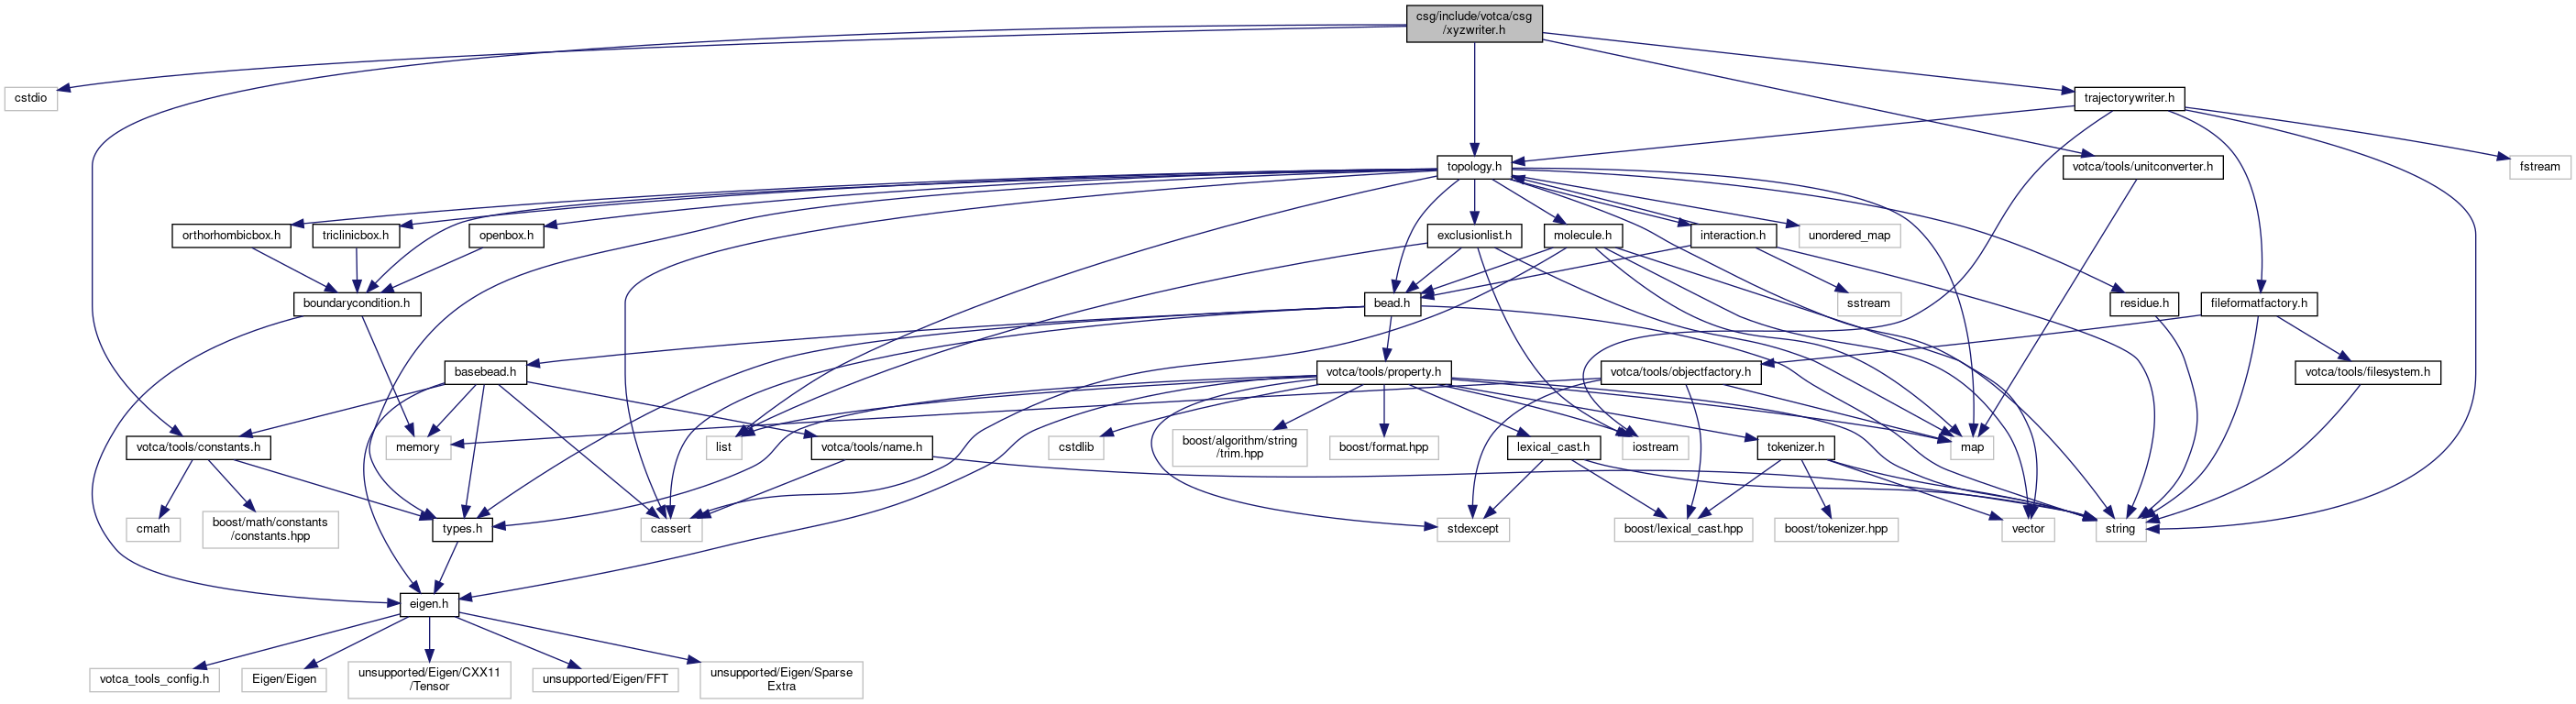 csg/include/votca/csg
/xyzwriter.h
cstdio
trajectorywriter.h
topology.h
votca/tools/unitconverter.h
fstream
orthorhombicbox.h
triclinicbox.h
openbox.h
exclusionlist.h
molecule.h
interaction.h
unordered_map
boundarycondition.h
bead.h
sstream
residue.h
fileformatfactory.h
basebead.h
votca/tools/property.h
votca/tools/objectfactory.h
votca/tools/filesystem.h
votca/tools/constants.h
memory
list
votca/tools/name.h
cstdlib
boost/algorithm/string
/trim.hpp
boost/format.hpp
lexical_cast.h
iostream
tokenizer.h
map
cmath
boost/math/constants
/constants.hpp
types.h
cassert
stdexcept
boost/lexical_cast.hpp
boost/tokenizer.hpp
vector
string
eigen.h
votca_tools_config.h
Eigen/Eigen
unsupported/Eigen/CXX11
/Tensor
unsupported/Eigen/FFT
unsupported/Eigen/Sparse
Extra